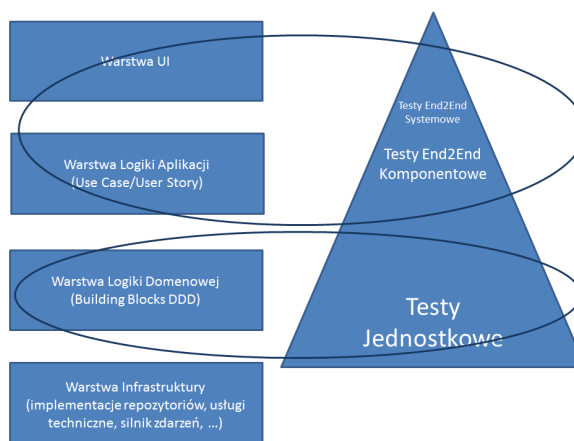 Warstwa UI
Warstwa Logiki Aplikacji
(Use Case/User Story)
Warstwa Logiki Domenowej
(Building Blocks DDD)
Warstwa Infrastruktury
(implementacje repozytoriów, usługi
techniczne, silnik zdarzeń, ...)
Testy End2End
Systemowe
Testy End2End
Komponentowe
Testy
Jednostkowe